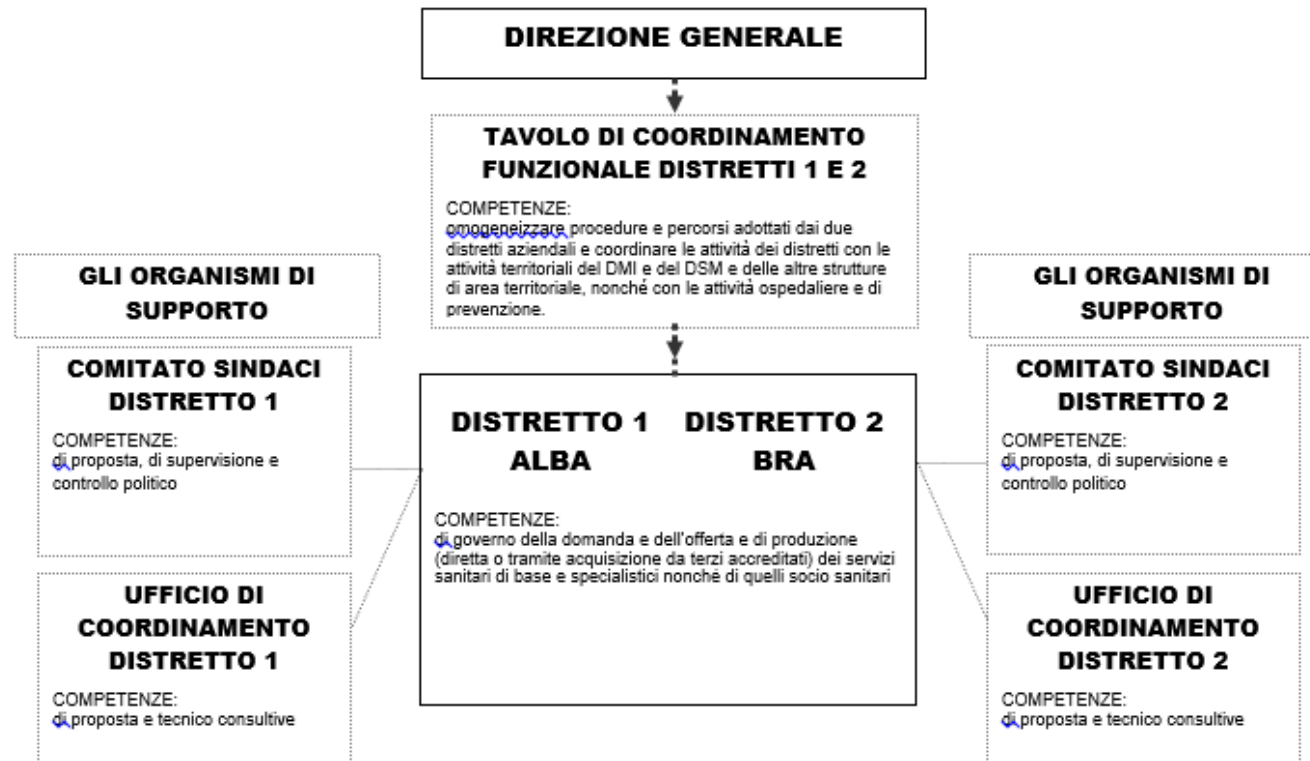 DIREZIONE GENERALE
TAVOLO DI COORDINAMENTO
FUNZIONALE DISTRETTI 1 E 2
COMPETENZE:
omogeneizzare procedure e percorsi adottati dai due
distretti aziendali e coordinare le attività dei distretti con le
attività territoriali del DMI e del DSM e delle altre strutture
di area territoriale, nonché con le attività ospedaliere e di
prevenzione.
GLI ORGANISMI DI
SUPPORTO
COMITATO SINDACI
DISTRETTO 1
COMPETENZE:
di proposta, di supervisione e
controllo politico
UFFICIO DI
COORDINAMENTO
DISTRETTO 1
COMPETENZE:
di proposta e tecnico consultive
DISTRETTO 1
ALBA
DISTRETTO 2
BRA
COMPETENZE:
di governo della domanda e dell'offerta e di produzione
(diretta o tramite acquisizione da terzi accreditati) dei servizi
sanitari di base e specialistici nonché di quelli socio sanitari
GLI ORGANISMI DI
SUPPORTO
COMITATO SINDACI
DISTRETTO 2
COMPETENZE:
di proposta, di supervisione e
controllo politico
UFFICIO DI
COORDINAMENTO
DISTRETTO 2
COMPETENZE:
di proposta e tecnico consultive